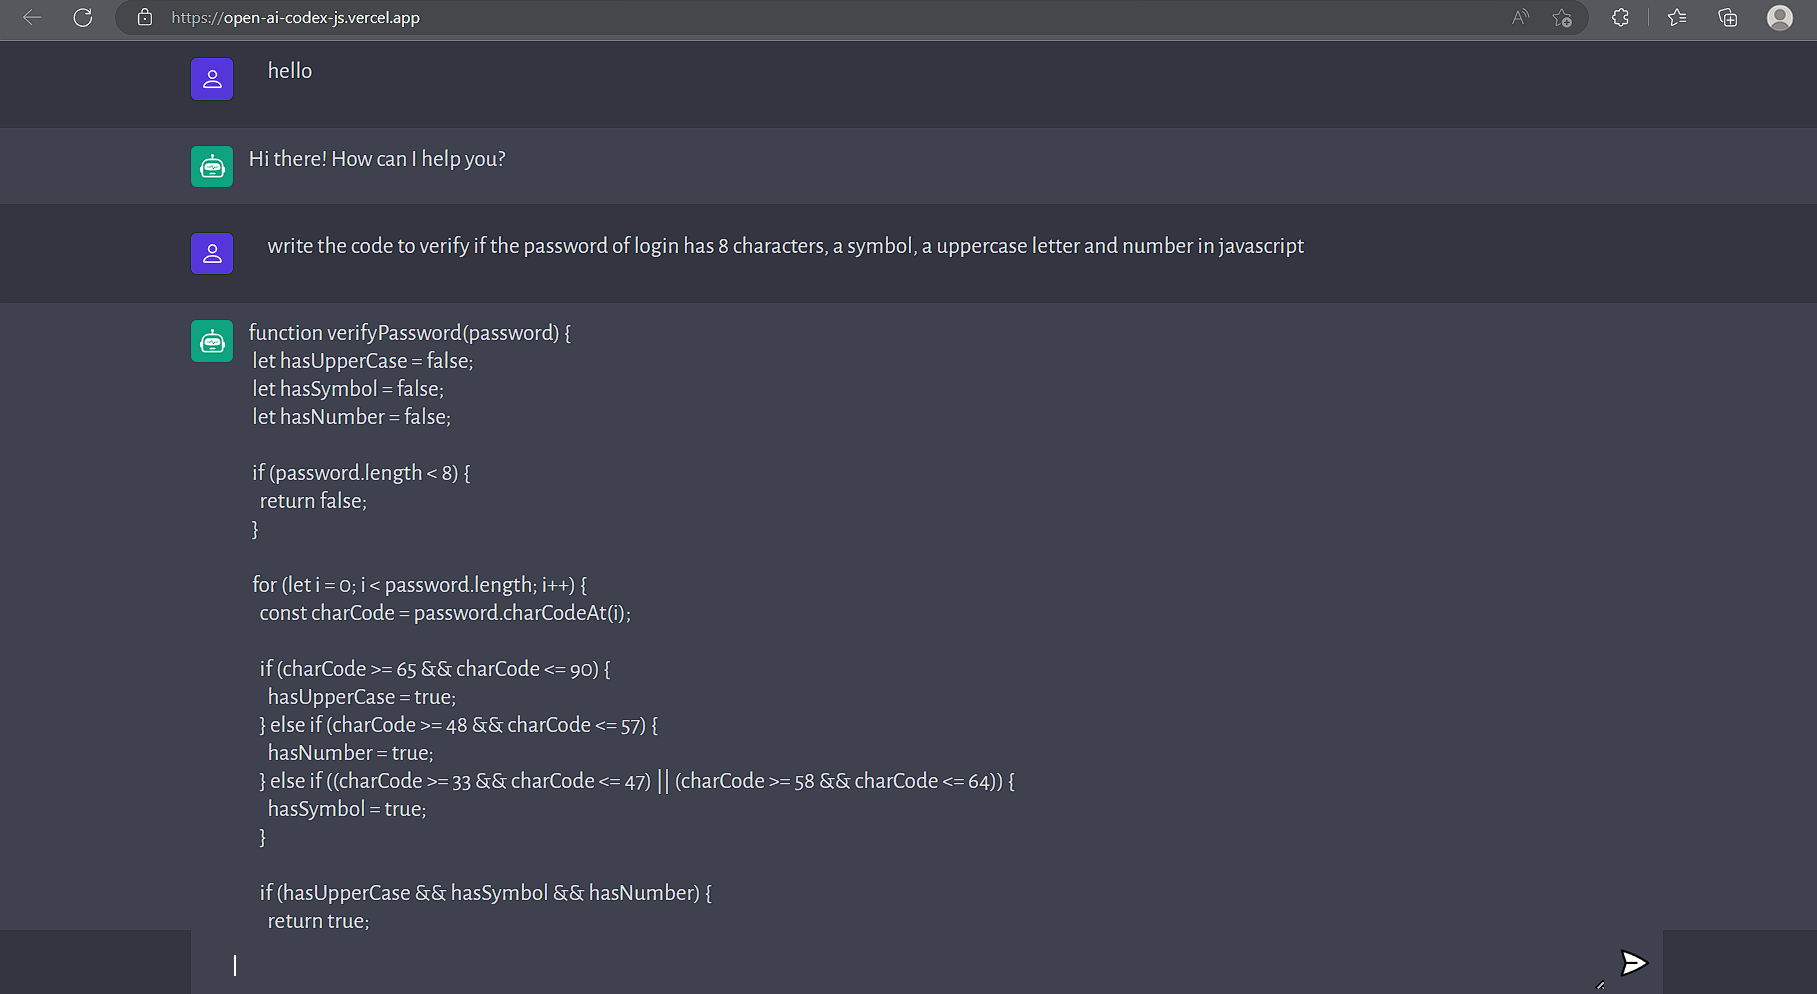 https://open-ai-codex-js.vercel.app
hello
Hi there! How can I help you?
write the code to verify if the password of login has 8 characters, a symbol, a uppercase letter and number in javascript
function verifyPassword(password) {
let hasUpperCase = false;
let hasSymbol = false;
let hasNumber = false;
if (password.length < 8) {
return false;
}
for (let i = 0; i < password.length; i++) {
const charCode = password.charCodeAt(i);
if (charCode >= 65 && charCode <= 90) {
hasUpperCase = true;
} else if (charCode >= 48 && charCode <= 57) {
hasNumber = true;
} else if ((charCode >= 33 && charCode <= 47) || (charCode >= 58 && charCode <= 64)) {
hasSymbol = true;
}
if (hasUpperCase && hasSymbol && hasNumber) {
return true;